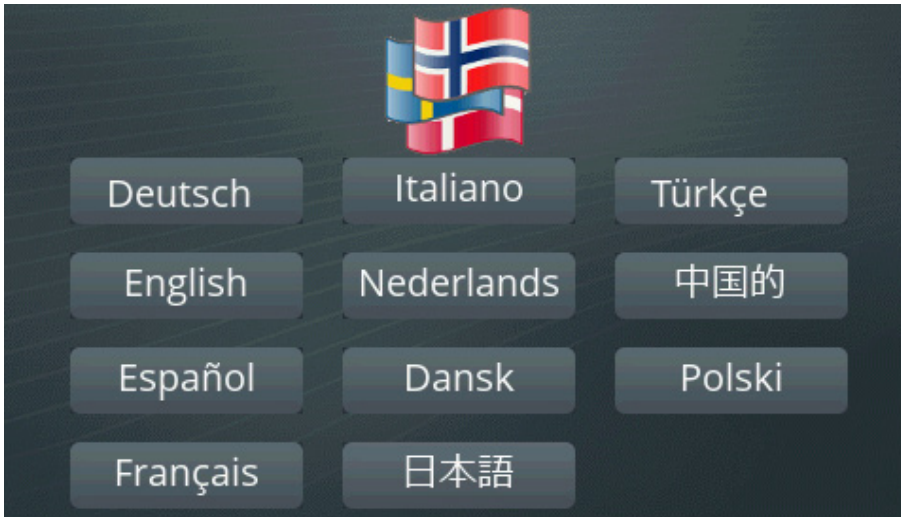 Deutsch
Italiano
Türkçe
English
Nederlands
中国的
Español
Dansk
Polski
Français
日本語